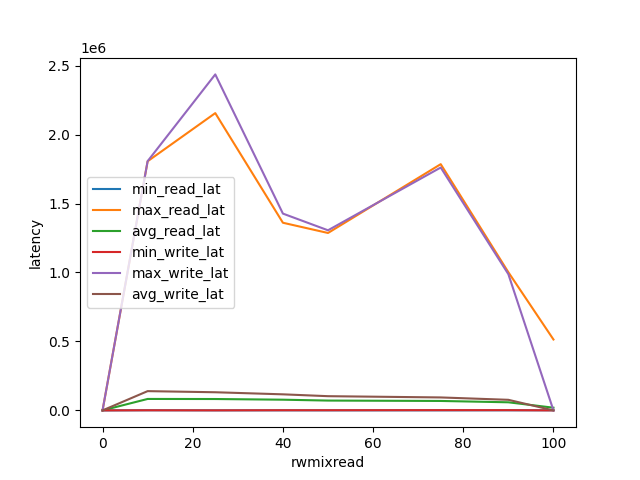 1e6
2.5
2.0
1.5
1.0
0.5
0.0
latency
min_read_lat
max_read_lat
avg_read_lat
min_write_lat
max_write_lat
avg_write_lat
0 20 40 60 80 100
rwmixread